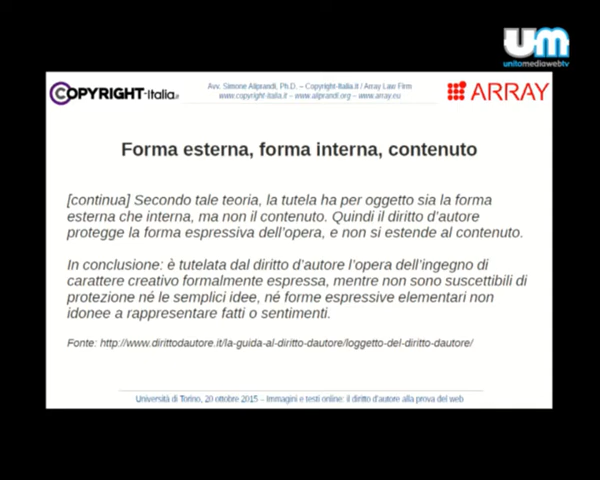 um
unitomediawebtv
COPYRIGHT-Italia.it
Avv. Simone Aliprandi, Ph.D. – Copyright-Italia.it / Array Law Firm
www.copyright-italia.it – www.aliprandi.org – www.array.eu
ARRAY
Forma esterna, forma interna, contenuto
[continua] Secondo tale teoria, la tutela ha per oggetto sia la forma
esterna che interna, ma non il contenuto. Quindi il diritto d'autore
protegge la forma espressiva dell'opera, e non si estende al contenuto.
In conclusione: è tutelata dal diritto d'autore l'opera dell'ingegno di
carattere creativo formalmente espressa, mentre non sono suscettibili di
protezione né le semplici idee, né forme espressive elementari non
idonee a rappresentare fatti o sentimenti.
Fonte: http://www.dirittodautore.it/la-guida-al-diritto-dautore/loggetto-del-diritto-dautore/
Università di Torino, 20 ottobre 2015 – Immagini e testi online: il diritto d'autore alla prova del web